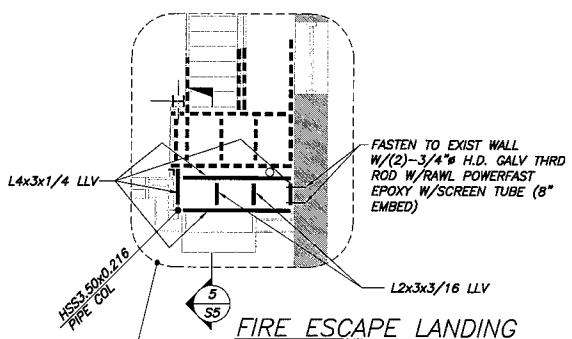 FASTEN TO EXIST WALL
W/(2)-3/4"ø H.D. GALV THRD
ROD W/RAWL POWERFAST
EPOXY W/SCREEN TUBE (8"
EMBED)
L4x3x1/4 LLV
HSS3.50x0.216
PIPE COL
L2x3x3/16 LLV
5
S5
FIRE ESCAPE LANDING